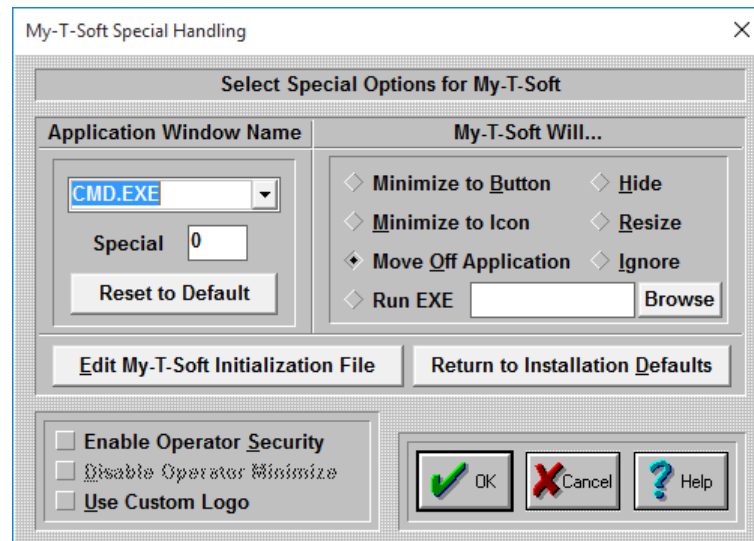 My-T-Soft Special Handling
Select Special Options for My-T-Soft
Application Window Name
My-T-Soft Will...
CMD.EXE
Special 0
Reset to Default
Minimize to Button Hide
Minimize to Icon Resize
Move Off Application Ignore
Run EXE Browse
Edit My-T-Soft Initialization File Return to Installation Defaults
Enable Operator Security
Disable Operator Minimize
Use Custom Logo
OK Cancel Help